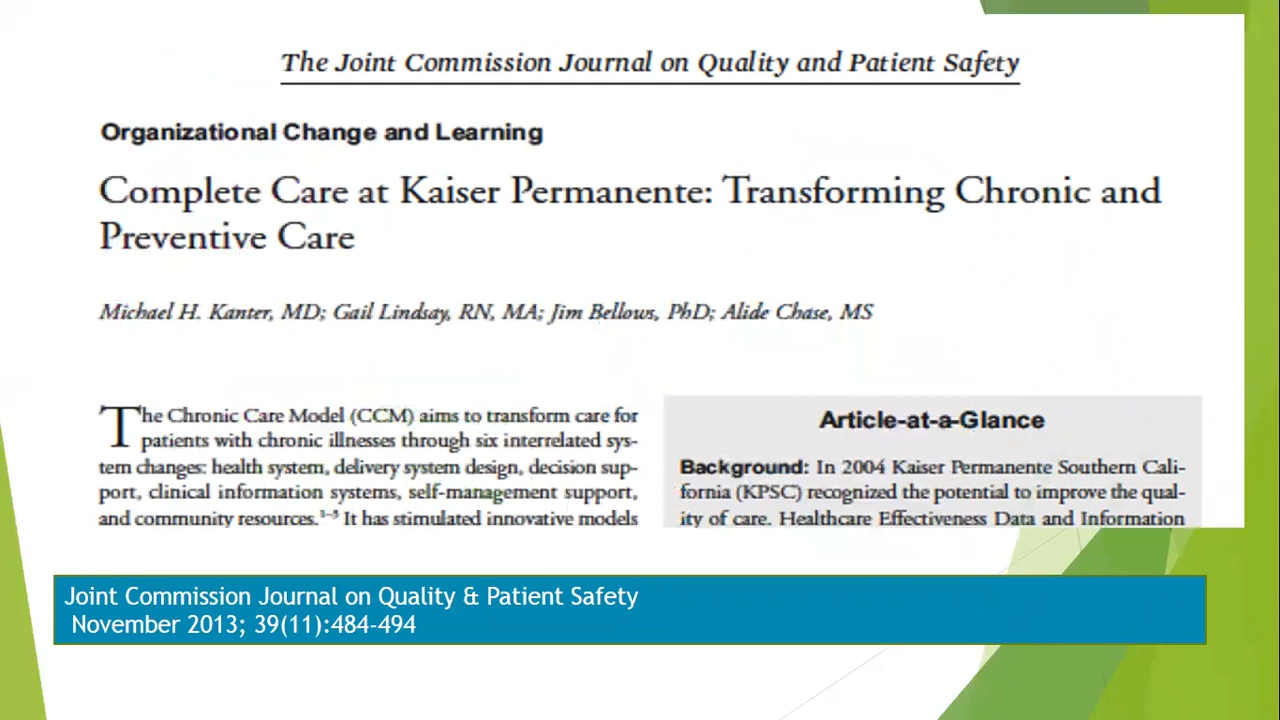 The Joint Commission Journal on Quality and Patient Safety
Organizational Change and Learning
Complete Care at Kaiser Permanente: Transforming Chronic and
Preventive Care
Michael H. Kanter, MD; Gail Lindsay, RN, MA; Jim Bellows, PhD; Alide Chase, MS
The Chronic Care Model (CCM) aims to transform care for
patients with chronic illnesses through six interrelated sys-
tem changes: health system, delivery system design, decision sup-
port, clinical information systems, self-management support,
and community resources.¹⁻⁵ It has stimulated innovative models
Article-at-a-Glance
Background: In 2004 Kaiser Permanente Southern Cali-
fornia (KPSC) recognized the potential to improve the qual-
ity of care. Healthcare Effectiveness Data and Information
Joint Commission Journal on Quality & Patient Safety
November 2013; 39(11):484-494